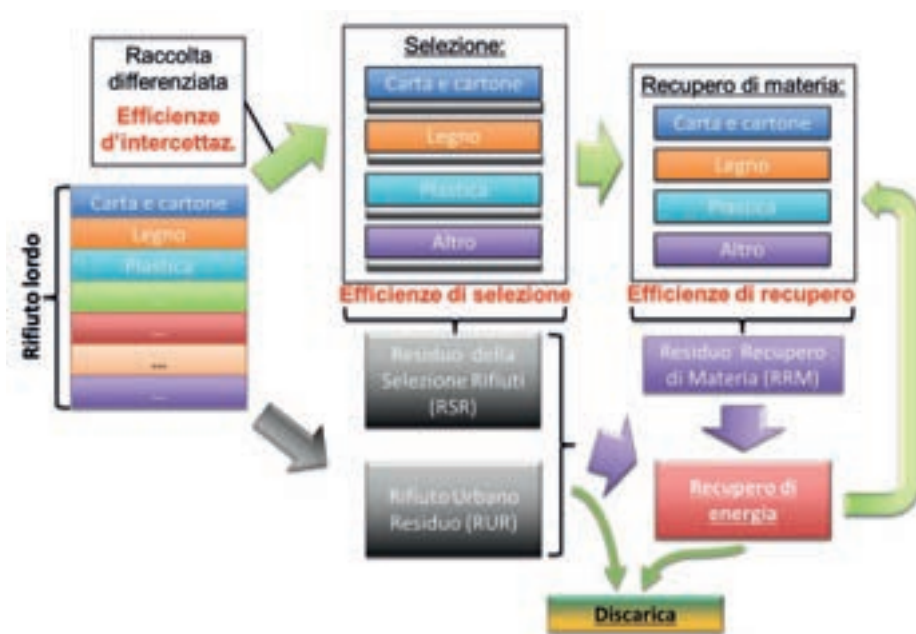 Raccolta
differenziata
Efficienze
d'intercettaz.
Selezione:
Carta e cartone
Legno
Plastica
Altro
Efficienze di selezione
Recupero di materia:
Carta e cartone
Legno
Plastica
Altro
Efficienze di recupero
Rifiuto lordo
Carta e cartone
Legno
Plastica
...
...
...
Residuo della
Selezione Rifiuti
(RSR)
Residuo Recupero
di Materia (RRM)
Rifiuto Urbano
Residuo (RUR)
Recupero di
energia
Discarica